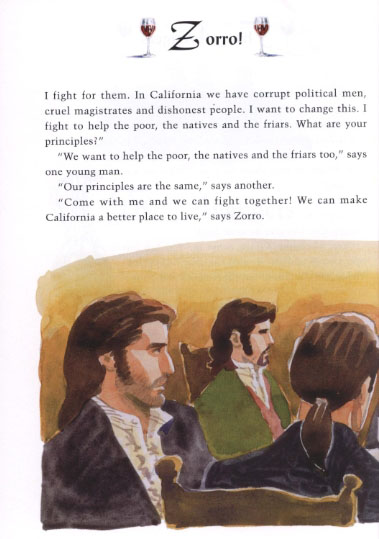 Zorro!
I fight for them. In California we have corrupt political men,
cruel magistrates and dishonest people. I want to change this. I
fight to help the poor, the natives and the friars. What are your
principles?"
"We want to help the poor, the natives and the friars too," says
one young man.
"Our principles are the same," says another.
"Come with me and we can fight together! We can make
California a better place to live," says Zorro.